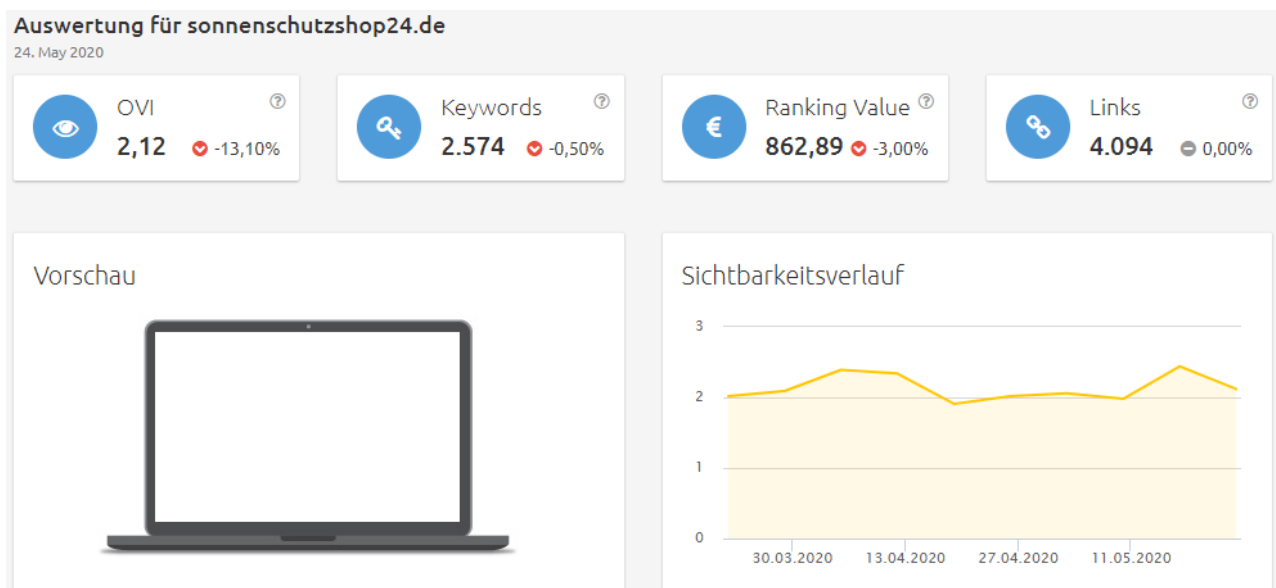 Auswertung für sonnenschutzshop24.de
24. May 2020
OVI
2,12 -13,10%
Keywords
2.574 -0,50%
Ranking Value
862,89 -3,00%
Links
4.094 0,00%
Vorschau
Sichtbarkeitsverlauf
3
2
1
0
30.03.2020 13.04.2020 27.04.2020 11.05.2020